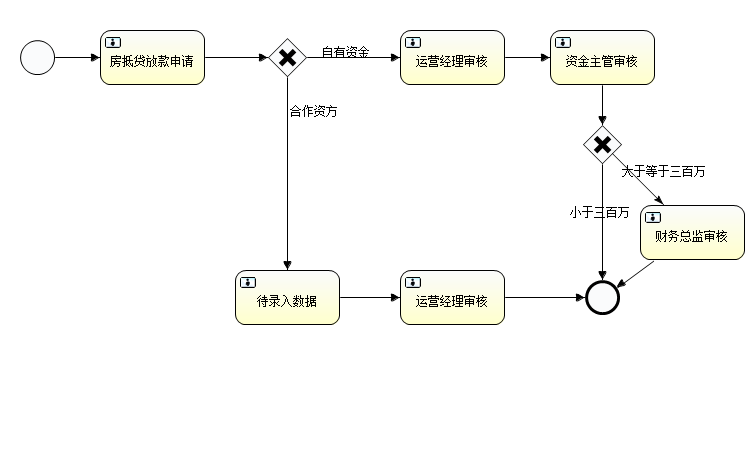 房抵贷放款申请
自有资金
运营经理审核
资金主管审核
合作资方
大于等于三百万
小于三百万
财务总监审核
待录入数据
运营经理审核